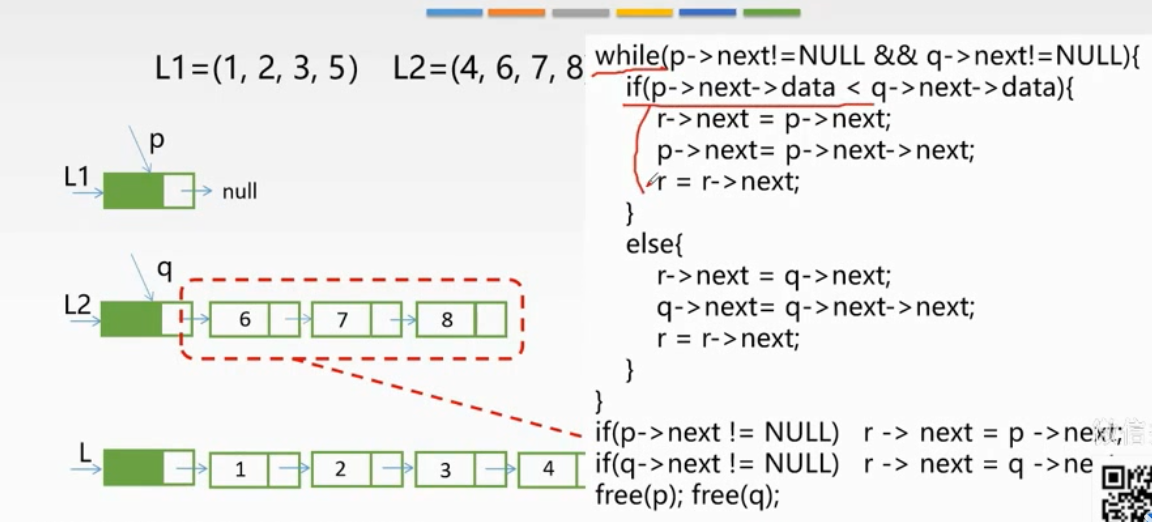 L1=(1, 2, 3, 5) L2=(4, 6, 7, 8
while(p->next!=NULL && q->next!=NULL){
if(p->next->data < q->next->data){
r->next = p->next;
p->next= p->next->next;
r = r->next;
}
else{
r->next = q->next;
q->next= q->next->next;
r = r->next;
}
}
if(p->next != NULL) r -> next = p ->next;
if(q->next != NULL) r -> next = q ->ne
free(p); free(q);
p
L1
null
q
L2
6 7 8
L
1 2 3 4
微信